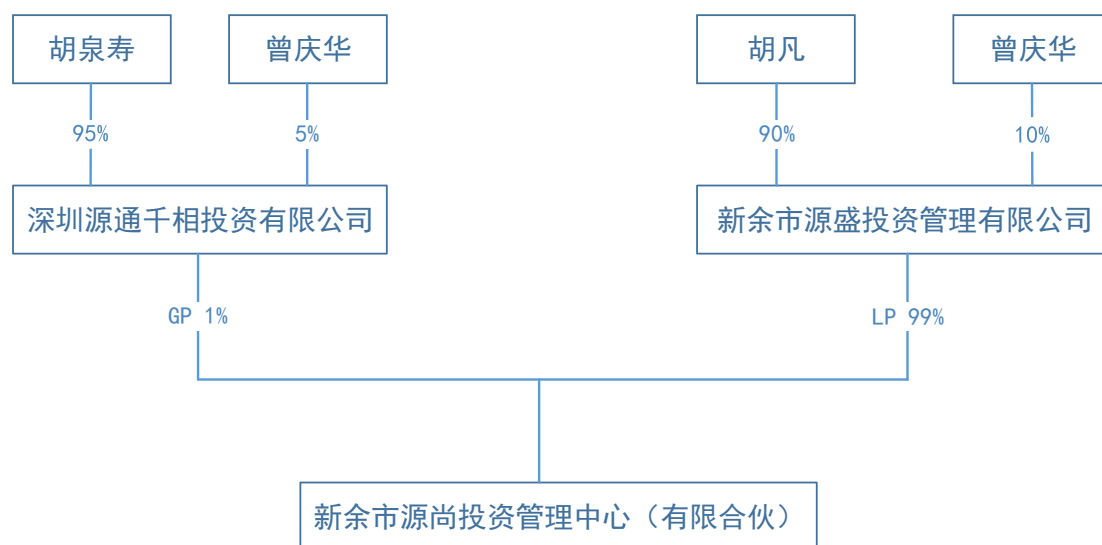 胡泉寿
曾庆华
胡凡
曾庆华
95%
5%
90%
10%
深圳源通千相投资有限公司
新余市源盛投资管理有限公司
GP 1%
LP 99%
新余市源尚投资管理中心（有限合伙）